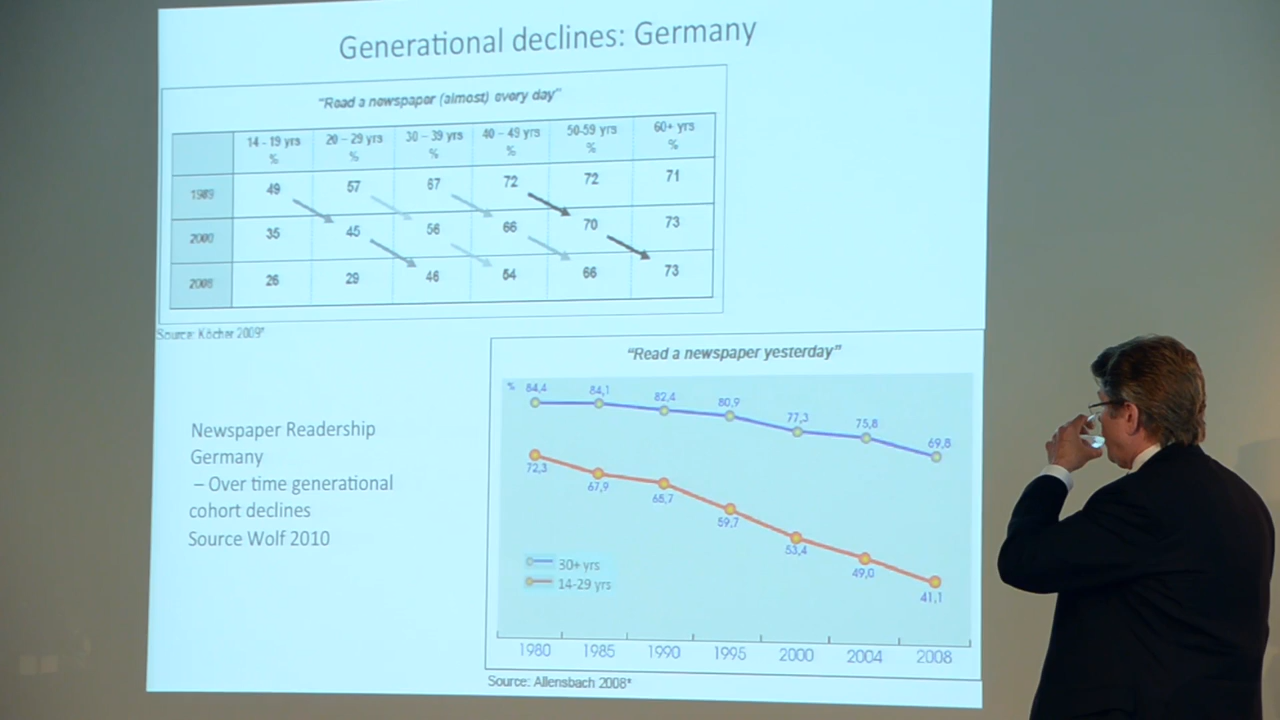 Generational declines: Germany
"Read a newspaper (almost) every day"
14 - 19 yrs 20 – 29 yrs 30 – 39 yrs 40 – 49 yrs 50-59 yrs 60+ yrs
% % % % % %
1989 49 57 67 72 72 71
2000 35 45 56 66 70 73
2008 26 29 46 54 66 73
Source: Köcher 2009*
"Read a newspaper yesterday"
% 84,4 84,1 82,4 80,9 77,3 75,8 69,8
72,3 67,9 65,7 59,7 53,4 49,0 41,1
30+ yrs
14-29 yrs
1980 1985 1990 1995 2000 2004 2008
Source: Allensbach 2008*
Newspaper Readership
Germany
– Over time generational
cohort declines
Source Wolf 2010